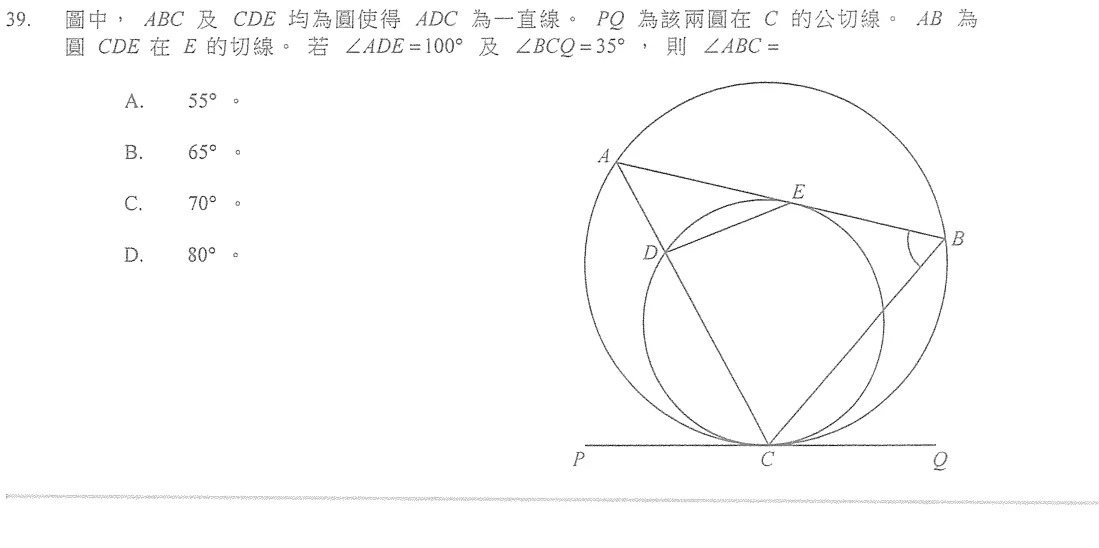 39. 圖中， ABC 及 CDE 均為圓使得 ADC 為一直線。 PQ 為該兩圓在 C 的公切線。 AB 為
圓 CDE 在 E 的切線。 若 ∠ADE=100° 及 ∠BCQ=35° ， 則 ∠ABC =
A. 55° 。
B. 65° 。
C. 70° 。
D. 80° 。
A
E
B
D
P
C
Q